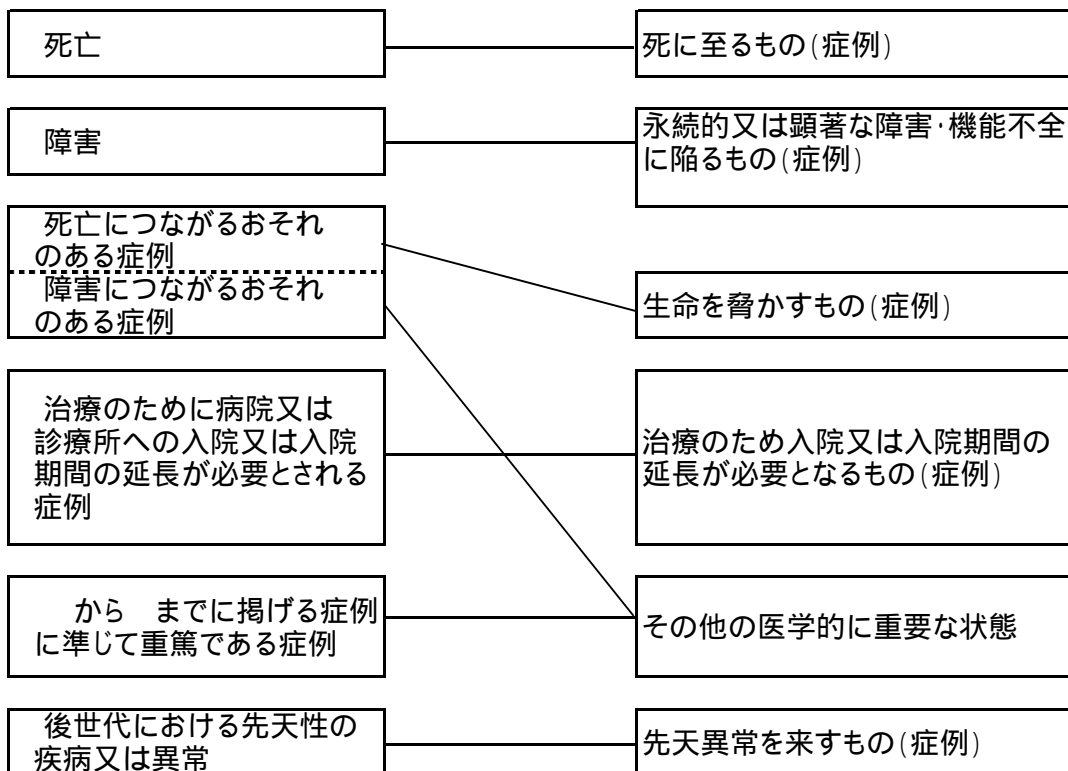 死亡
死に至るもの(症例)
障害
永続的又は顕著な障害･機能不全
に陥るもの(症例)
死亡につながるおそれ
のある症例
障害につながるおそれ
のある症例
生命を脅かすもの(症例)
治療のために病院又は
診療所への入院又は入院
期間の延長が必要とされる
症例
治療のため入院又は入院期間の
延長が必要となるもの(症例)
から　までに掲げる症例
に準じて重篤である症例
その他の医学的に重要な状態
後世代における先天性の
疾病又は異常
先天異常を来すもの(症例)